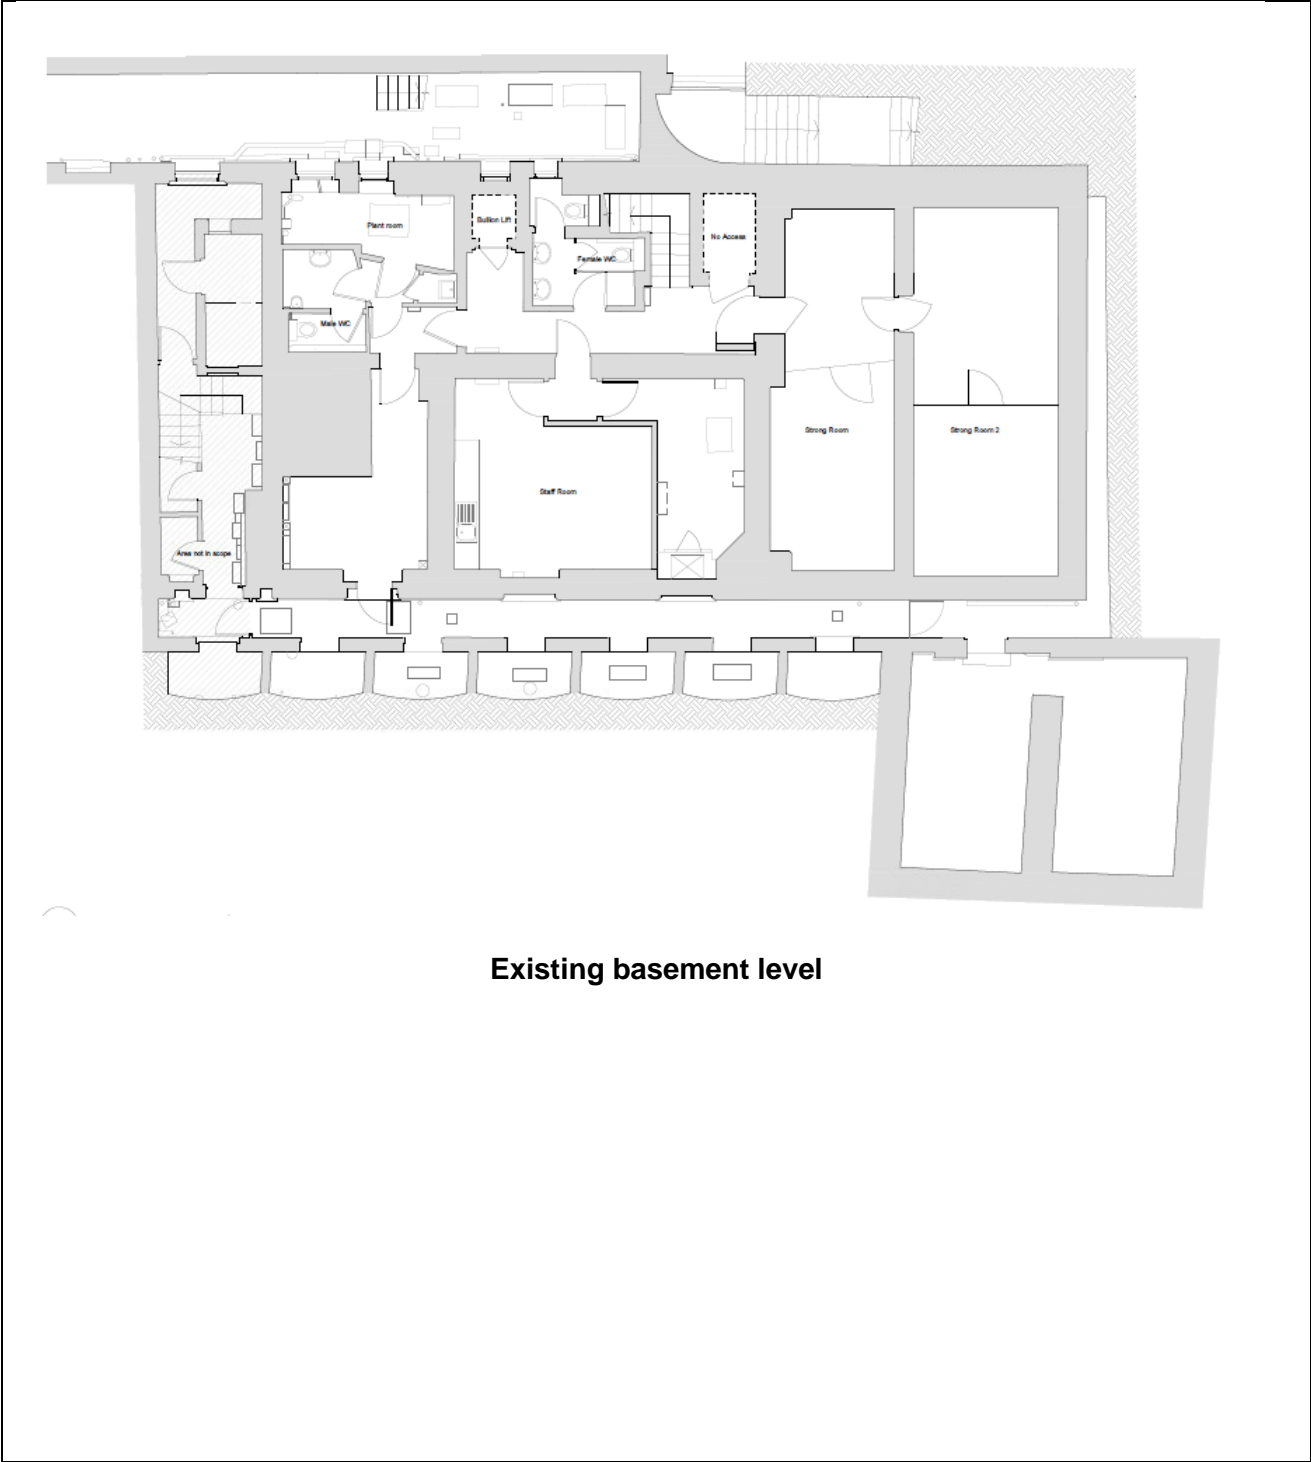 Bullion Lift
Plant room
No Access
Female WC
Male WC
Strong Room
Strong Room 2
Staff Room
Area not in scope
Existing basement level